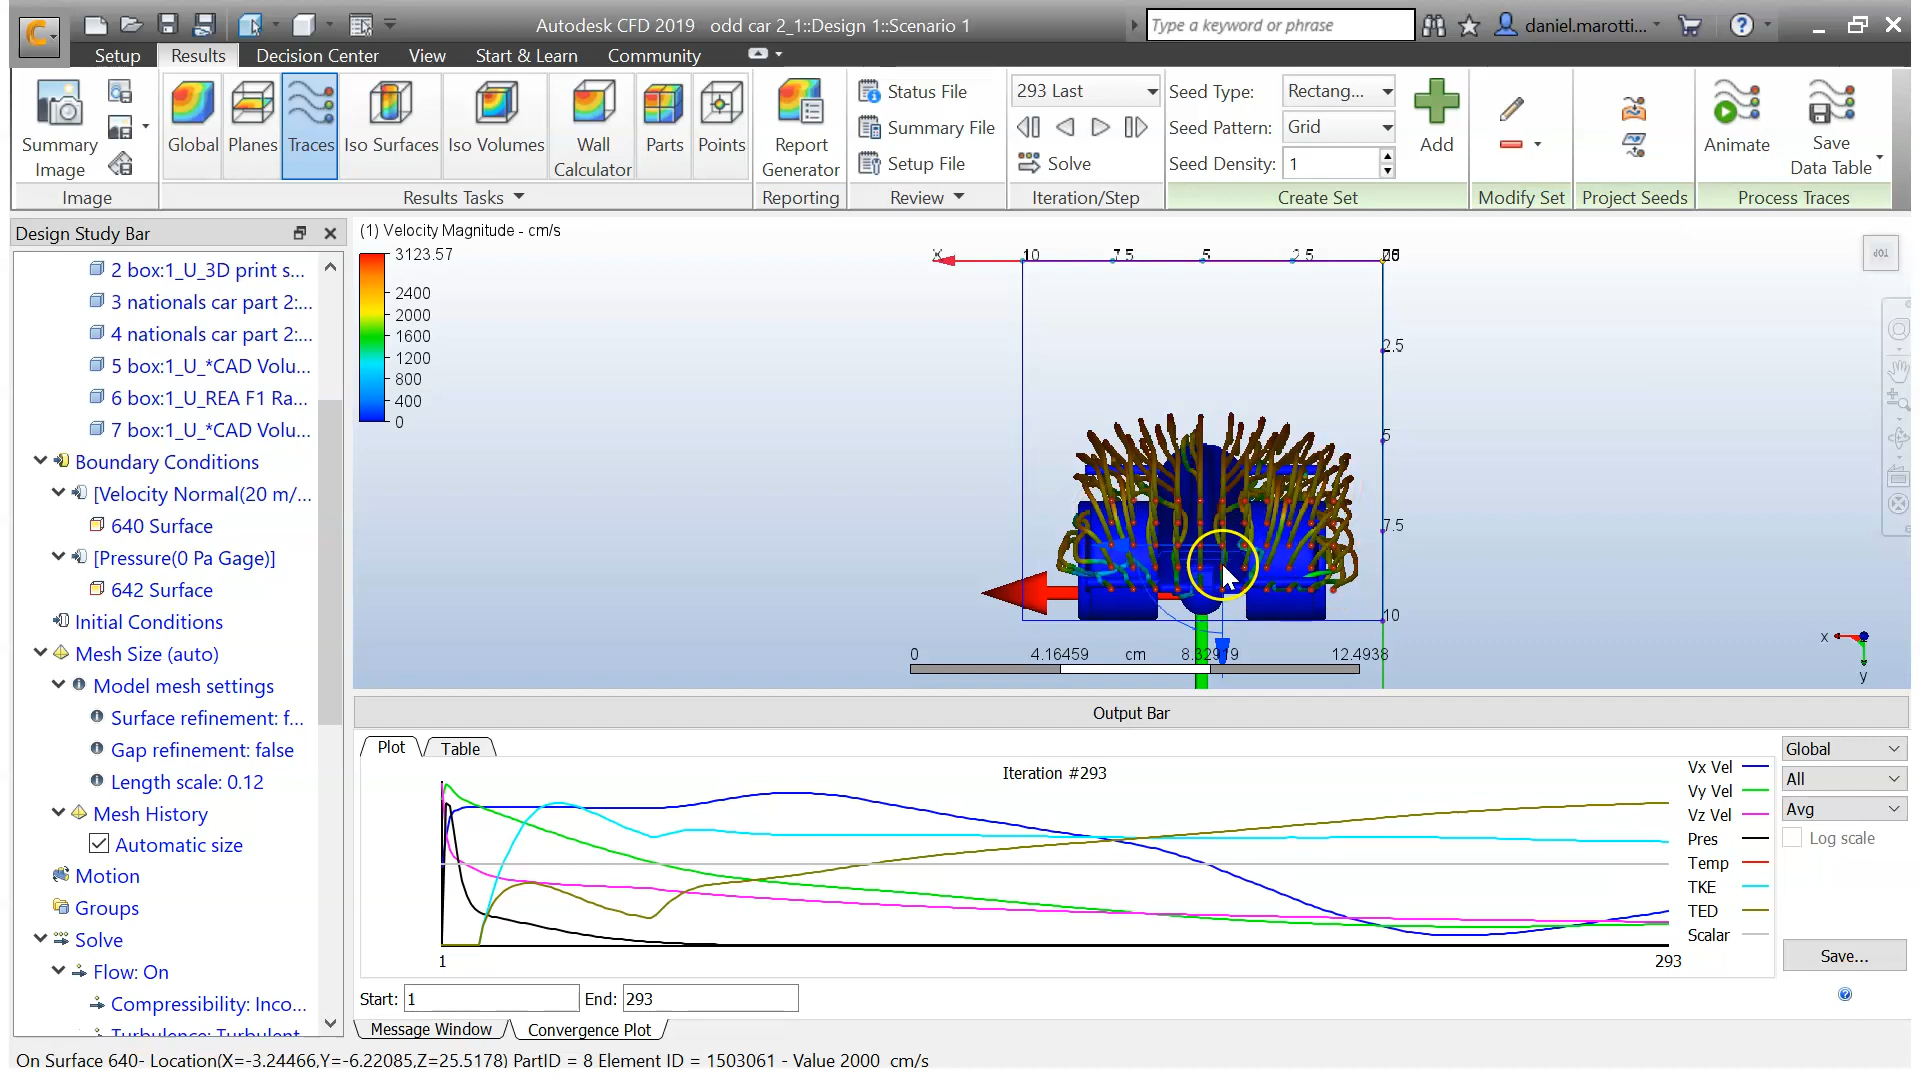 Autodesk CFD 2019 odd car 2_1::Design 1::Scenario 1
Type a keyword or phrase
daniel.marotti...
Setup Results Decision Center View Start & Learn Community
Summary Image
Global
Planes
Traces
Iso Surfaces
Iso Volumes
Wall Calculator
Parts
Points
Report Generator
Status File
Summary File
Setup File
293 Last
Solve
Seed Type: Rectang...
Seed Pattern: Grid
Seed Density: 1
Add
Animate
Save Data Table
Image
Results Tasks
Reporting
Review
Iteration/Step
Create Set
Modify Set
Project Seeds
Process Traces
Design Study Bar
2 box:1_U_3D print s...
3 nationals car part 2:...
4 nationals car part 2:...
5 box:1_U_*CAD Volu...
6 box:1_U_REA F1 Ra...
7 box:1_U_*CAD Volu...
Boundary Conditions
[Velocity Normal(20 m/...
640 Surface
[Pressure(0 Pa Gage)]
642 Surface
Initial Conditions
Mesh Size (auto)
Model mesh settings
Surface refinement: f...
Gap refinement: false
Length scale: 0.12
Mesh History
Automatic size
Motion
Groups
Solve
Flow: On
Compressibility: Inco...
Turbulence: Turbulent
(1) Velocity Magnitude - cm/s
3123.57
2400
2000
1600
1200
800
400
0
X 10 7.5 5 2.5
2.5
5
7.5
10
TOP
0 4.16459 cm 8.32919 12.4938
x
y
Output Bar
Plot Table
Iteration #293
Vx Vel
Vy Vel
Vz Vel
Pres
Temp
TKE
TED
Scalar
1 293
Global
All
Avg
Log scale
Save...
Start: 1 End: 293
Message Window Convergence Plot
On Surface 640- Location(X=-3.24466,Y=-6.22085,Z=25.5178) PartID = 8 Element ID = 1503061 - Value 2000 cm/s